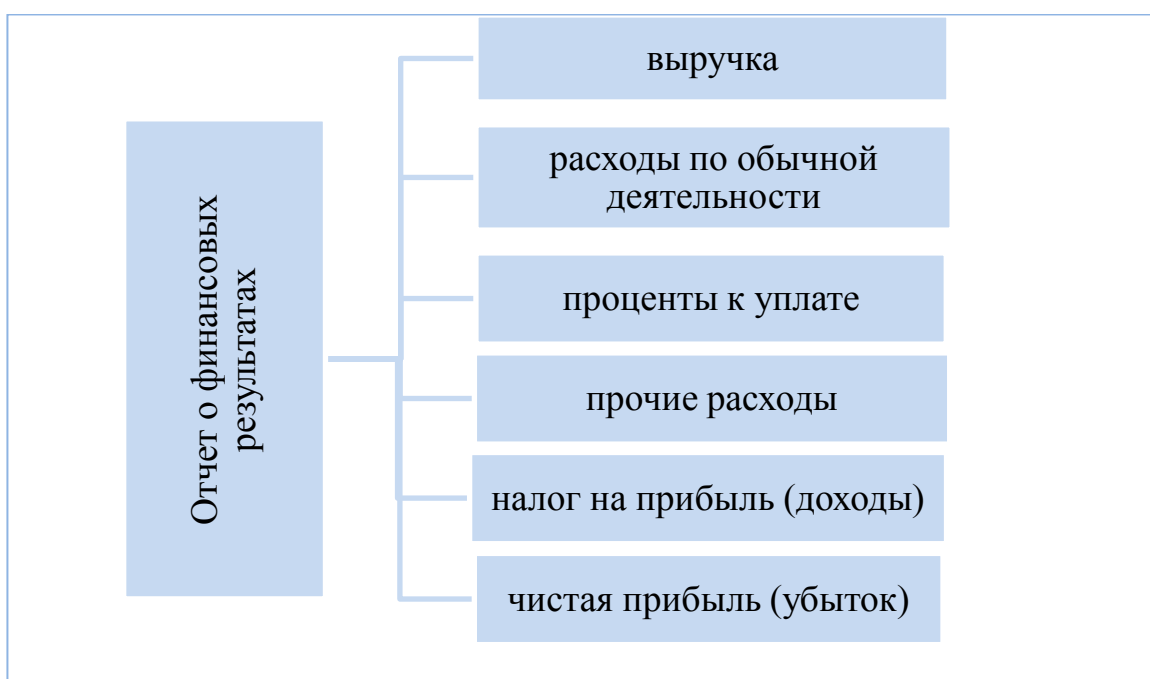 Отчет о финансовых
результатах
выручка
расходы по обычной
деятельности
проценты к уплате
прочие расходы
налог на прибыль (доходы)
чистая прибыль (убыток)